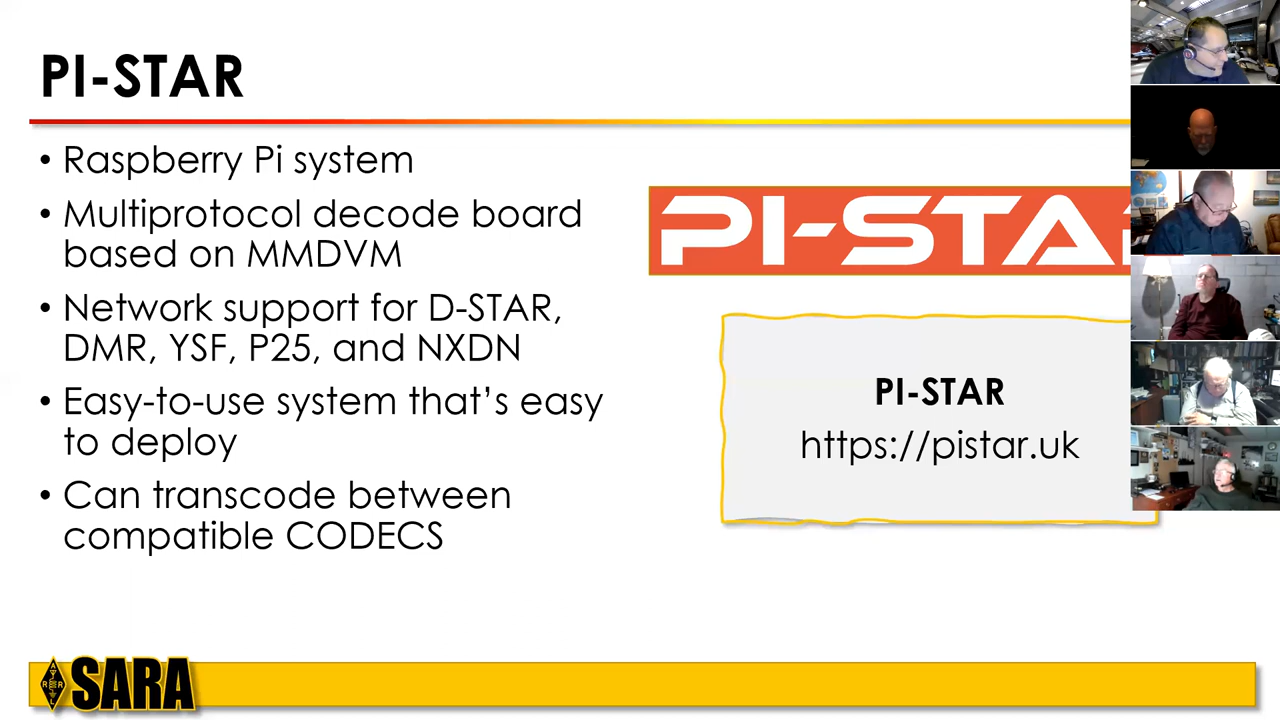 PI-STAR
• Raspberry Pi system
• Multiprotocol decode board
based on MMDVM
• Network support for D-STAR,
DMR, YSF, P25, and NXDN
• Easy-to-use system that’s easy
to deploy
• Can transcode between
compatible CODECS
PI-STA
PI-STAR
https://pistar.uk
SARA